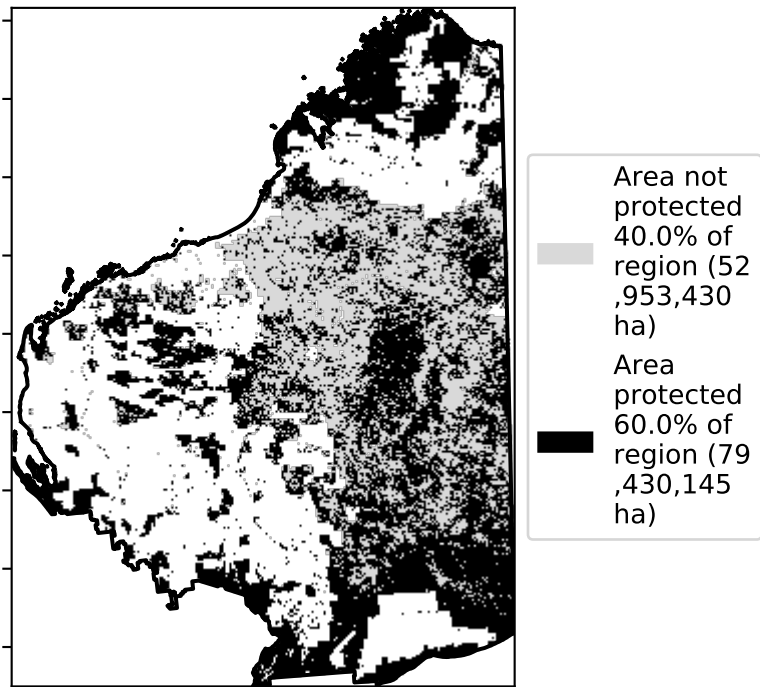 Area not
protected
40.0% of
region (52
,953,430
ha)
Area
protected
60.0% of
region (79
,430,145
ha)